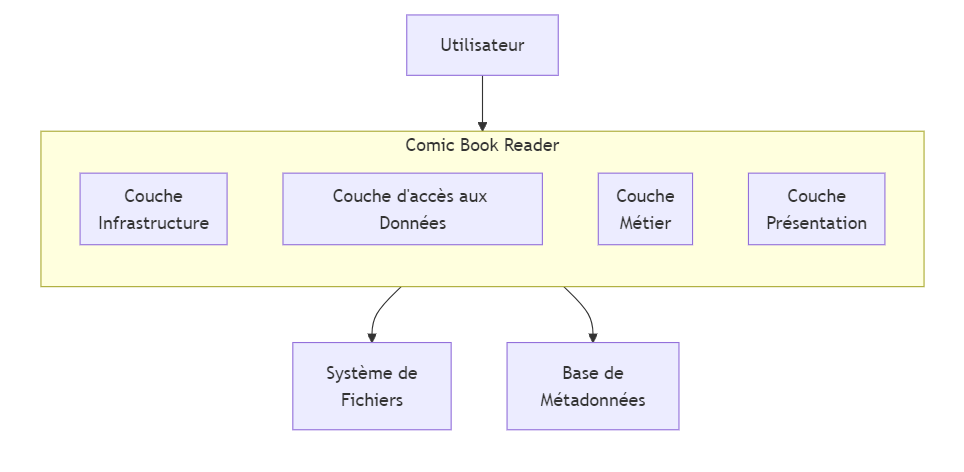 Utilisateur
Comic Book Reader
Couche
Infrastructure
Couche d'accès aux
Données
Couche
Métier
Couche
Présentation
Système de
Fichiers
Base de
Métadonnées